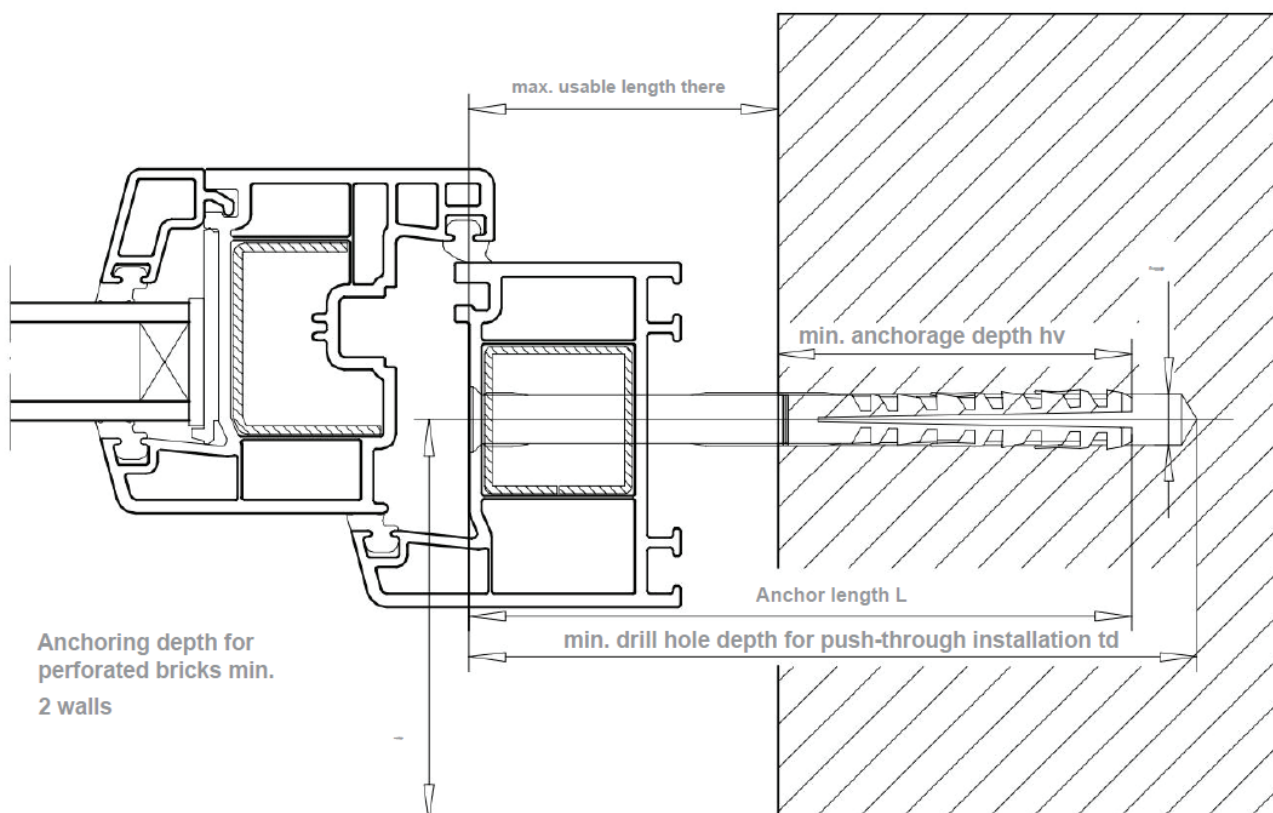 max. usable length there
min. anchorage depth hv
Anchor length L
min. drill hole depth for push-through installation td
Anchoring depth for
perforated bricks min.
2 walls